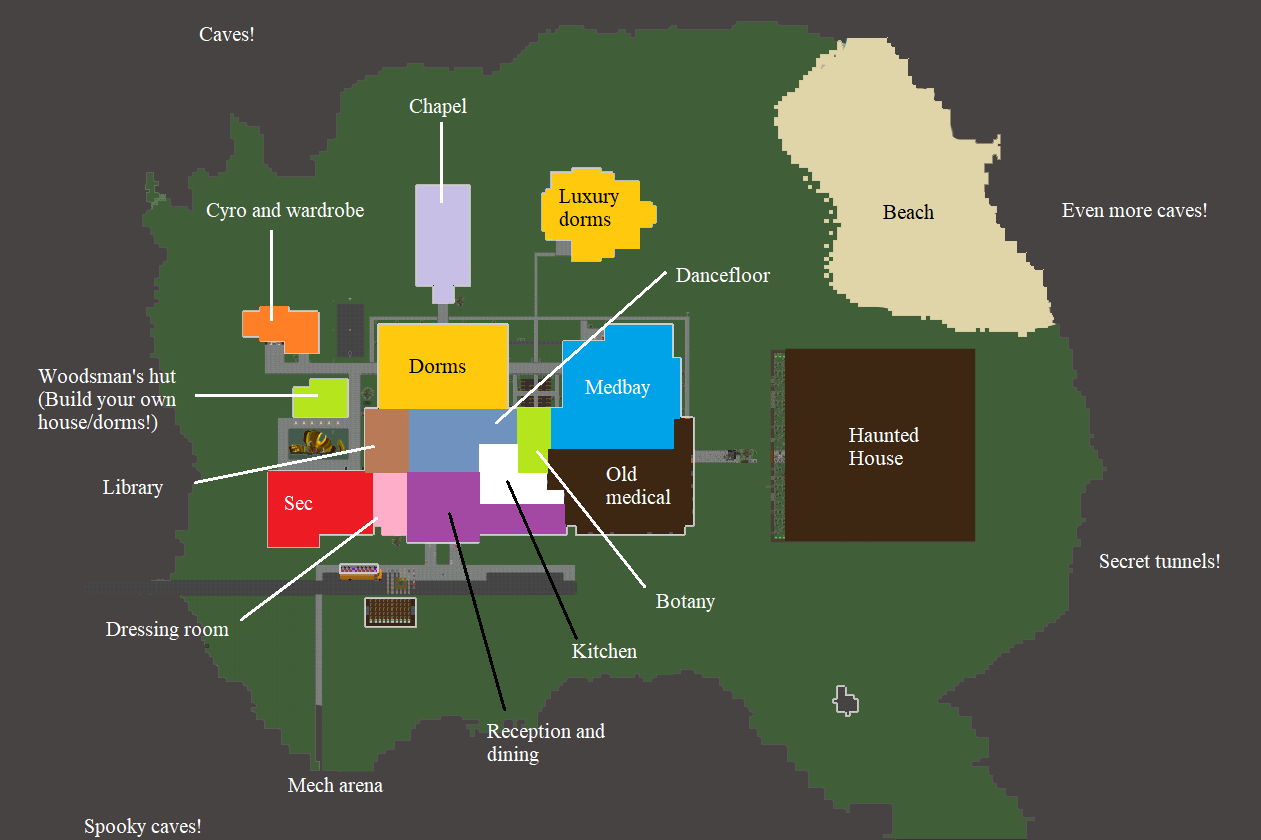 Caves!
Chapel
Luxury
dorms
Cyro and wardrobe
Beach
Even more caves!
Dancefloor
Dorms
Medbay
Woodsman's hut
(Build your own
house/dorms!)
Haunted
House
Library
Sec
Old
medical
Secret tunnels!
Botany
Dressing room
Kitchen
Reception and
dining
Mech arena
Spooky caves!